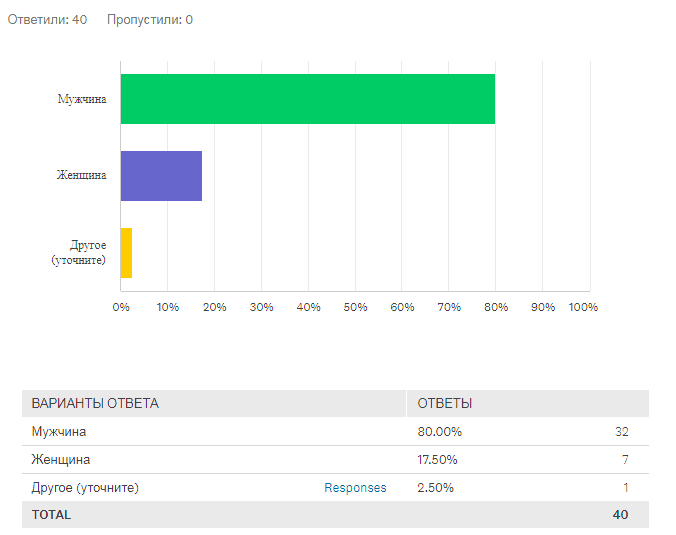 Ответили: 40 Пропустили: 0
Мужчина
Женщина
Другое
(уточните)
0% 10% 20% 30% 40% 50% 60% 70% 80% 90% 100%
ВАРИАНТЫ ОТВЕТА ОТВЕТЫ
Мужчина 80.00% 32
Женщина 17.50% 7
Другое (уточните) Responses 2.50% 1
TOTAL 40